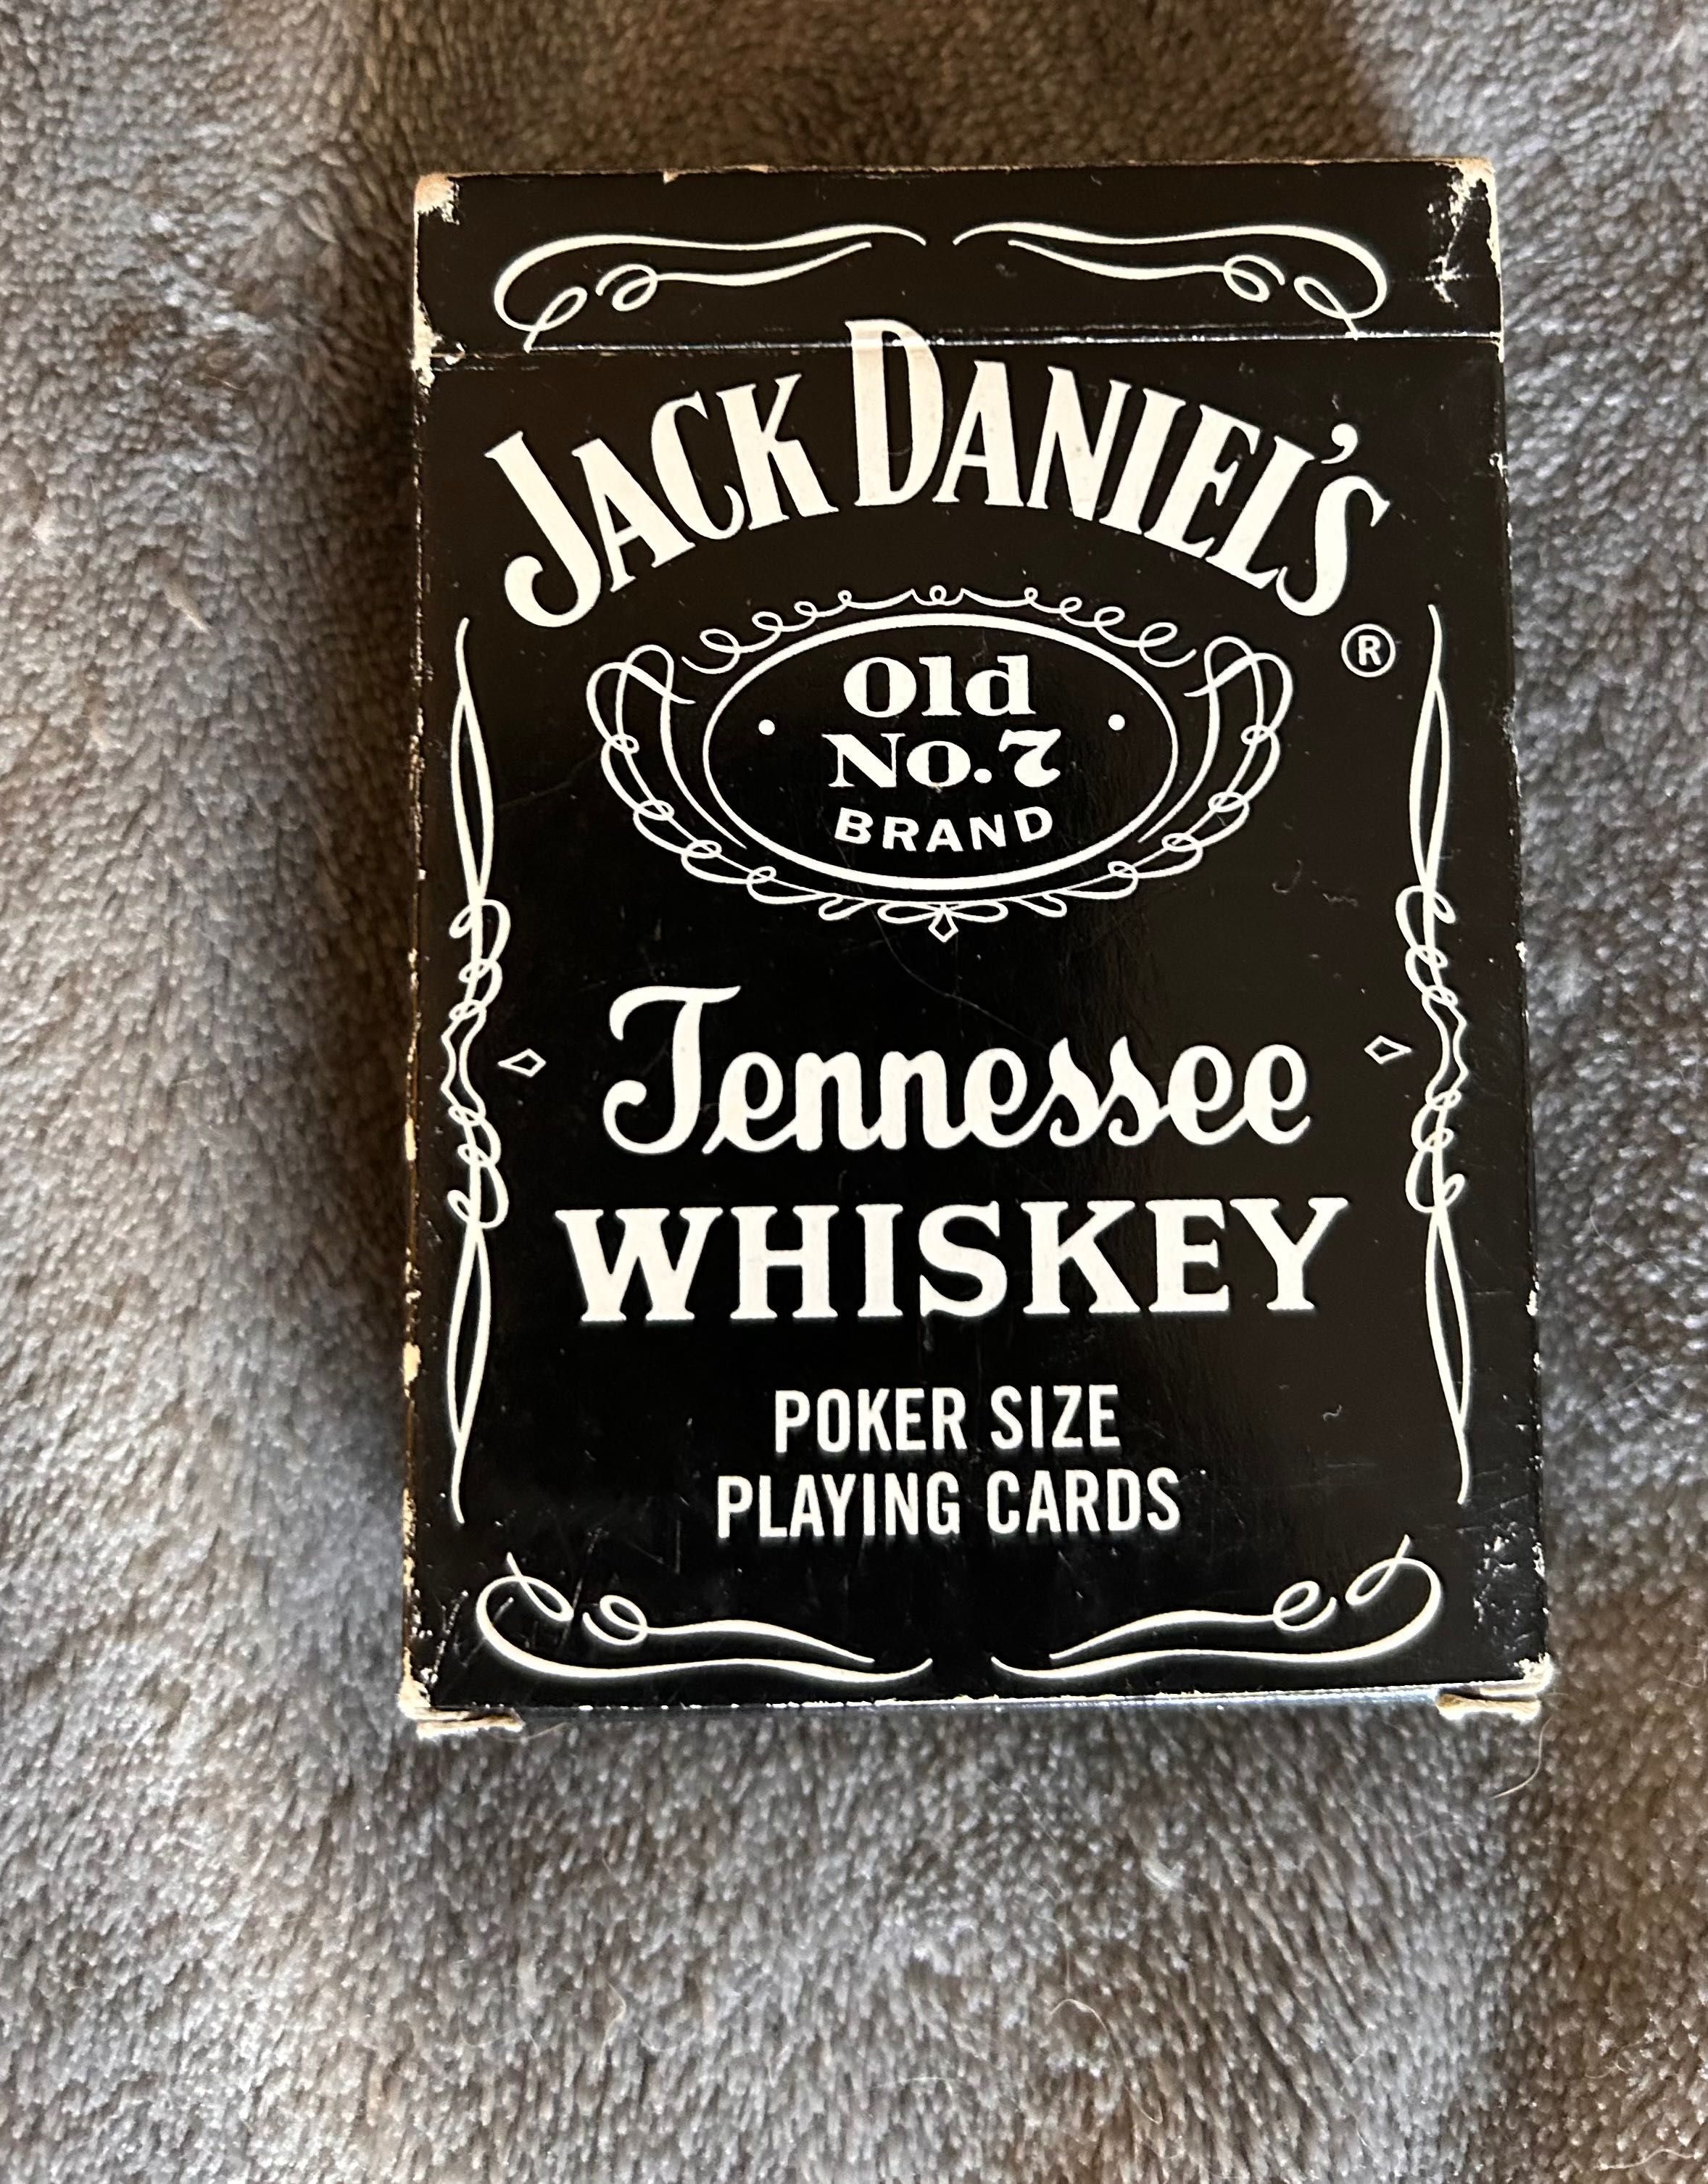 JACK DANIEL'S
®
Old
No.7
BRAND
Tennessee
WHISKEY
POKER SIZE
PLAYING CARDS